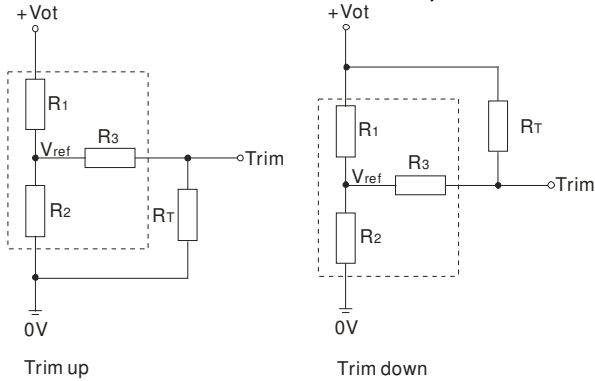 +Vot
R1
Vref
R3
Trim
R2
RT
0V
Trim up
+Vot
R1
RT
Vref
R3
Trim
R2
0V
Trim down